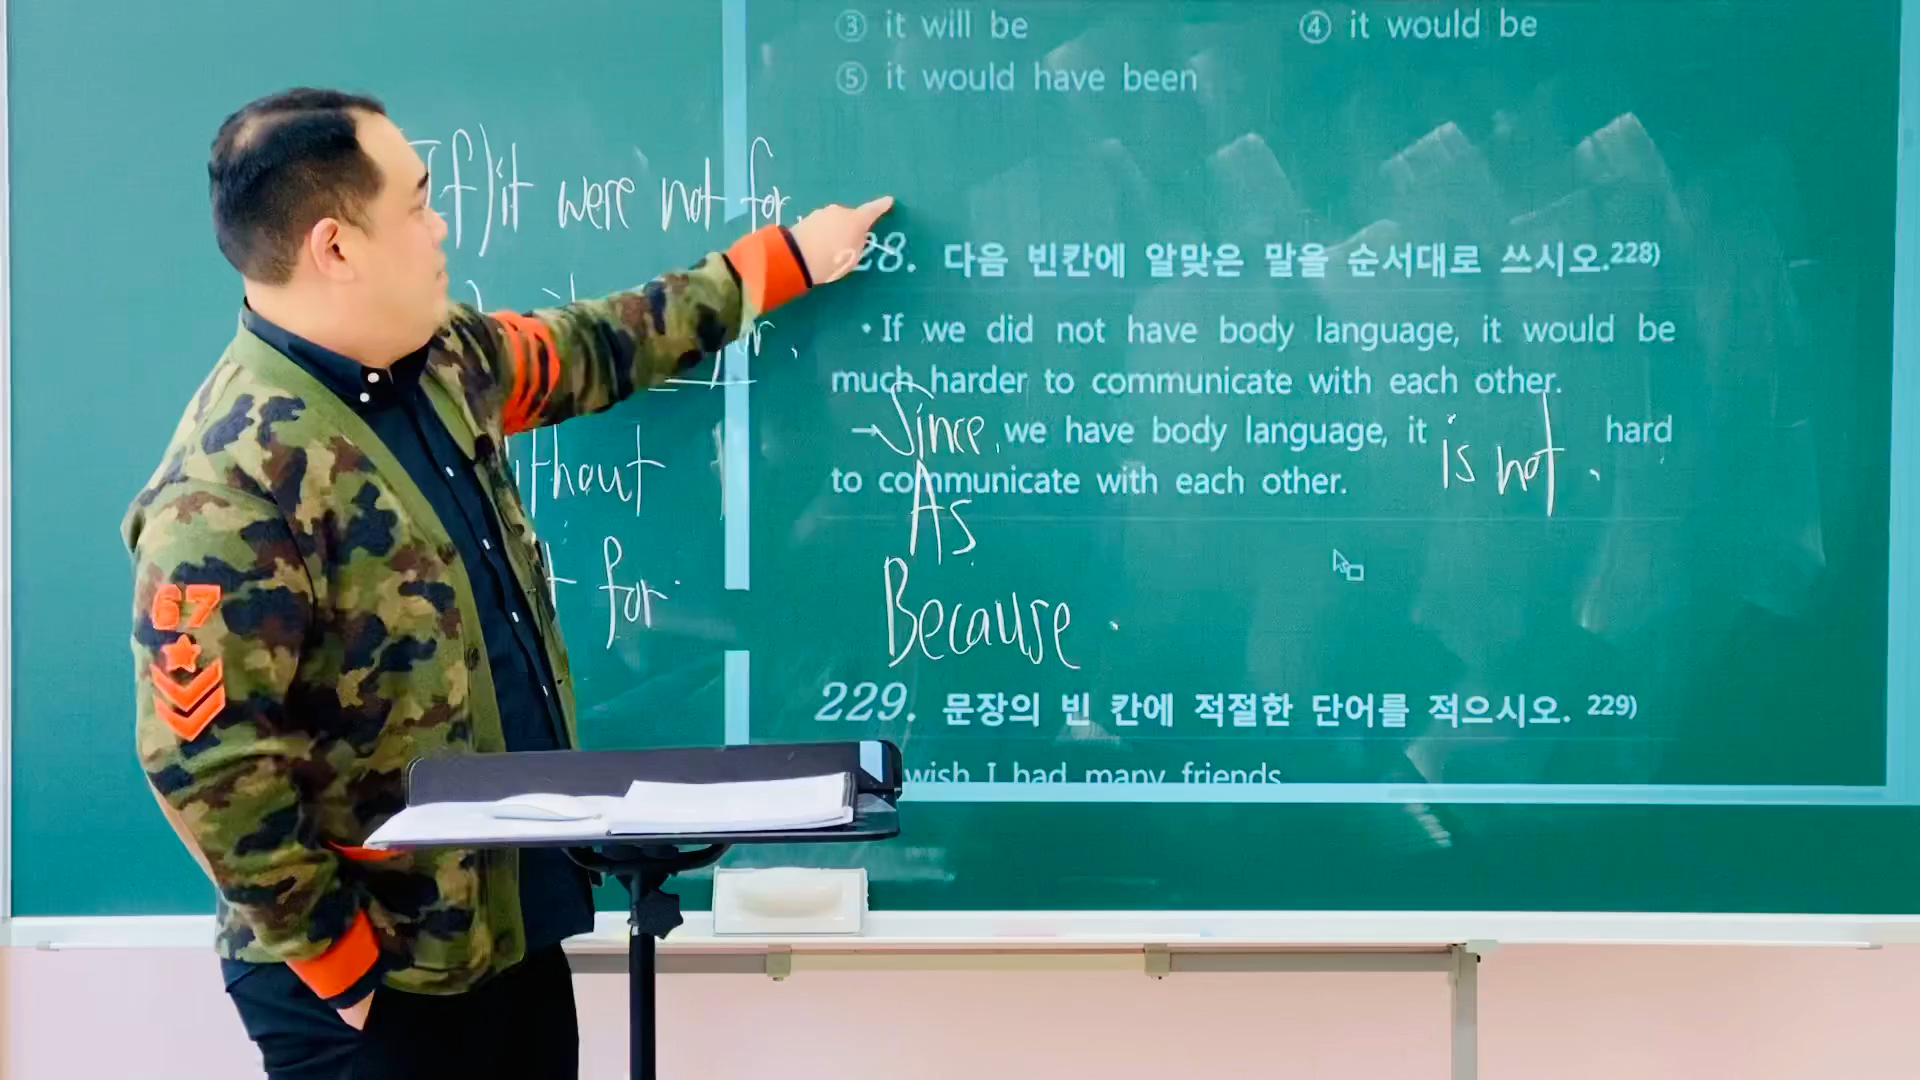 ③ it will be
④ it would be
⑤ it would have been
If) it were not for
28. 다음 빈칸에 알맞은 말을 순서대로 쓰시오.228)
• If we did not have body language, it would be
much harder to communicate with each other.
→ Since, we have body language, it is not. hard
to communicate with each other.
As
Because.
for.
229. 문장의 빈 칸에 적절한 단어를 적으시오. 229)
wish I had many friends
67